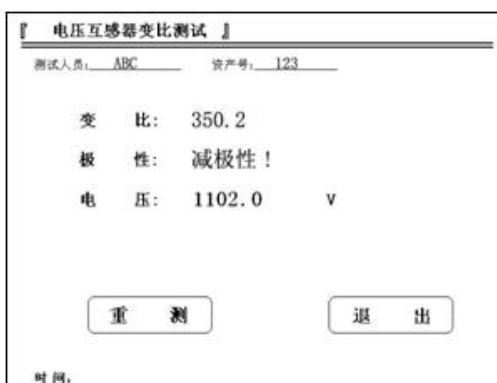 『 电压互感器变比测试 』
测试人员: ABC 资产号: 123
变 比: 350.2
极 性: 减极性!
电 压: 1102.0 V
重 测 退 出
时间: